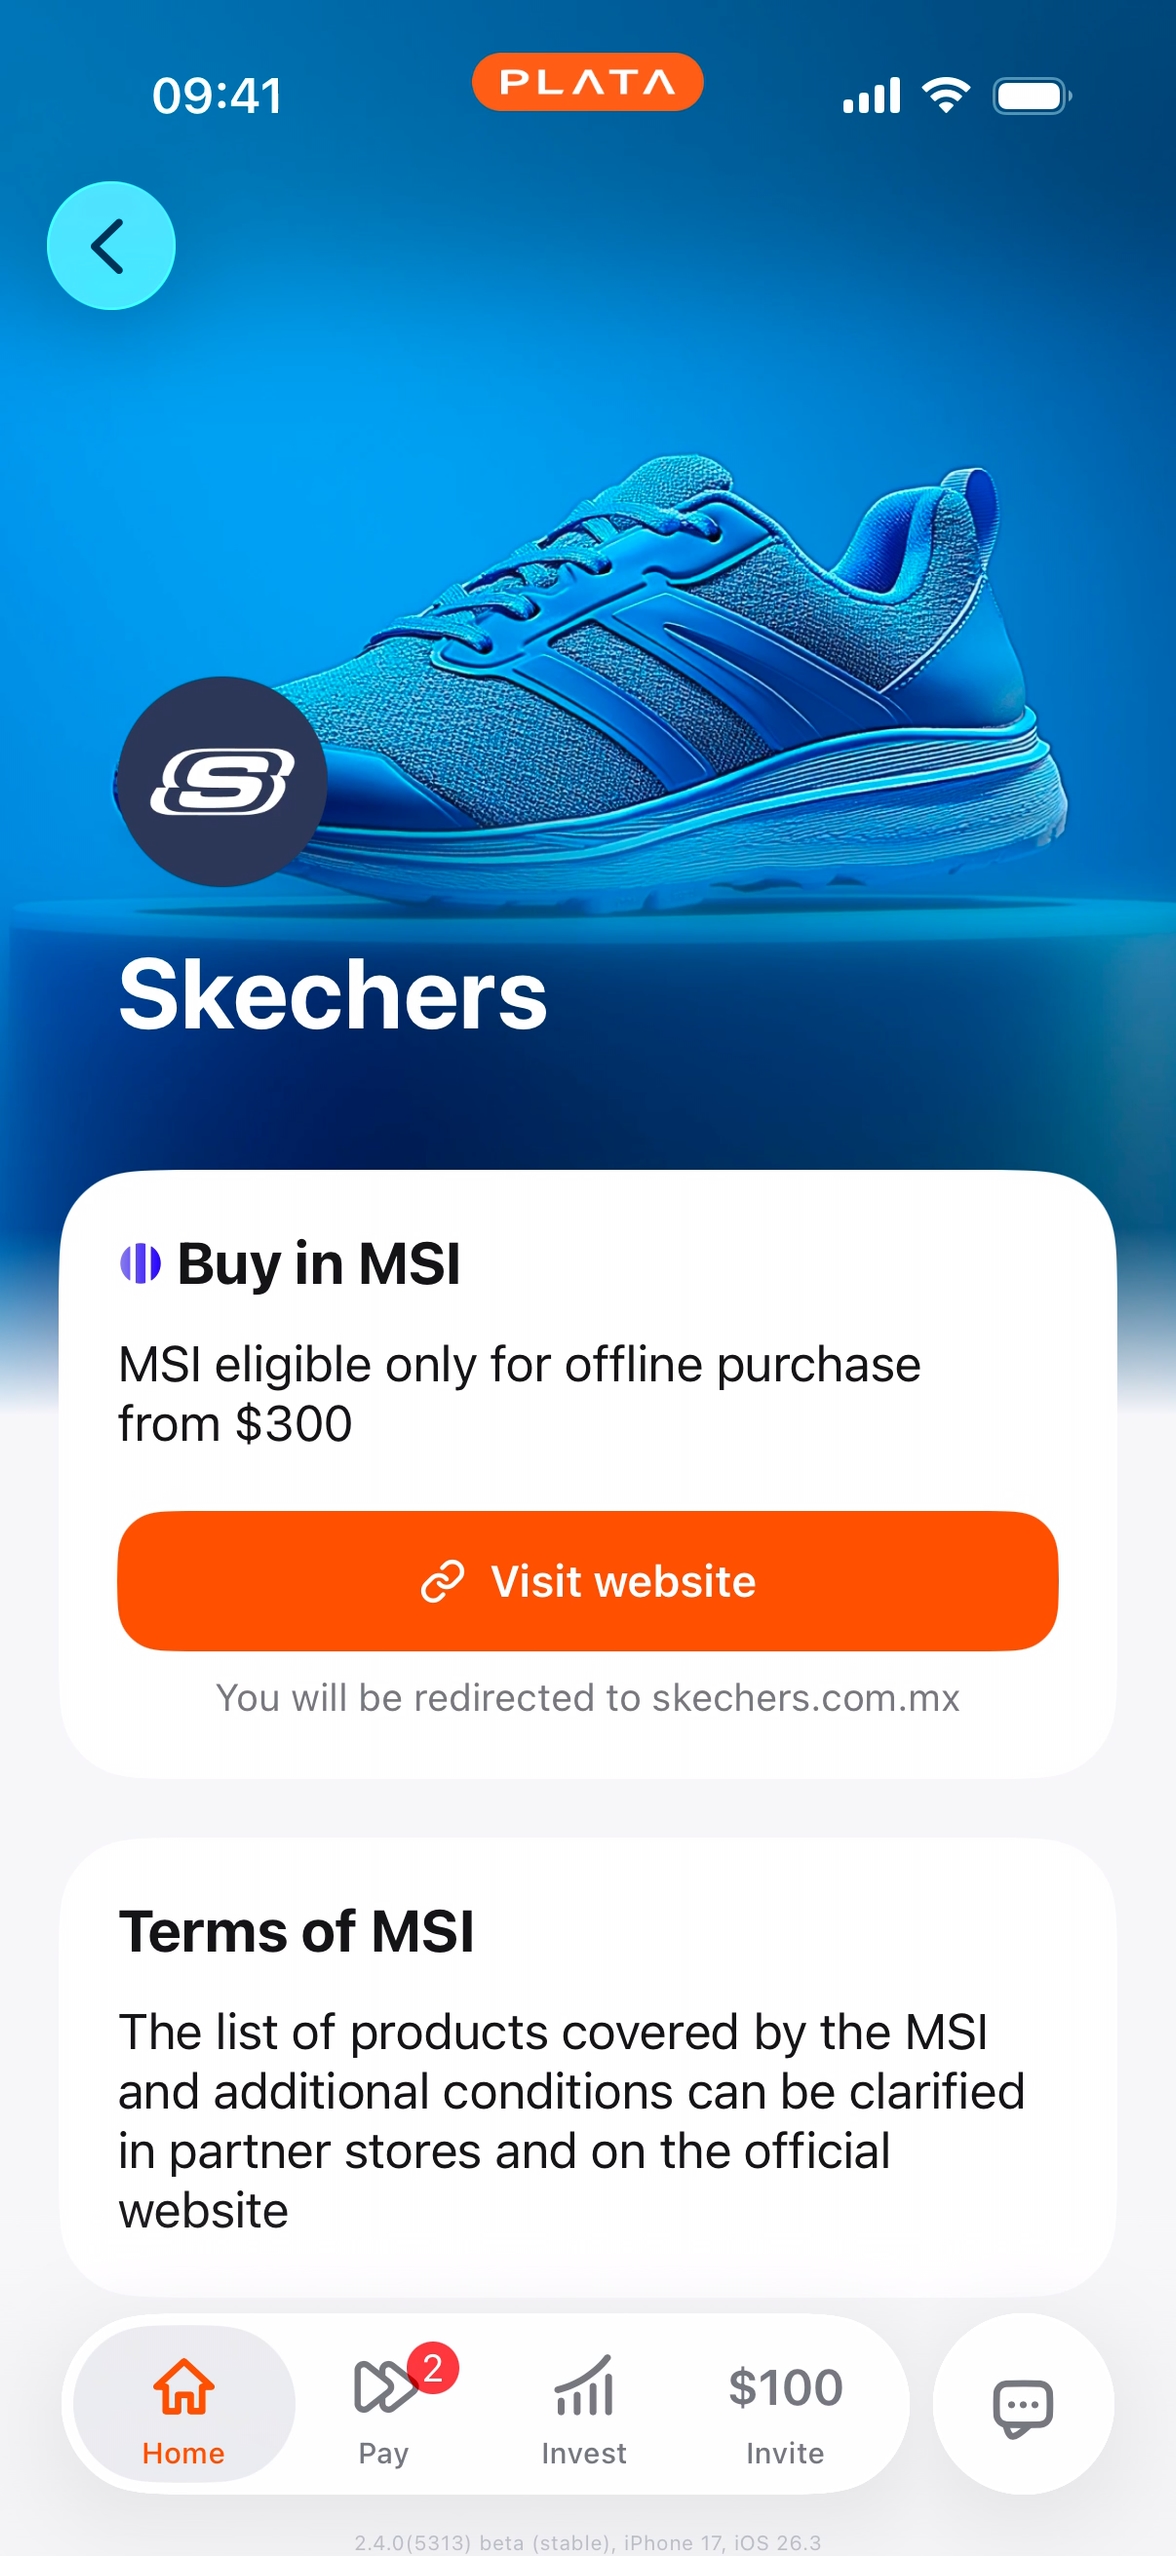 09:41
PLATA
Skechers
Buy in MSI
MSI eligible only for offline purchase
from $300
Visit website
You will be redirected to skechers.com.mx
Terms of MSI
The list of products covered by the MSI
and additional conditions can be clarified
in partner stores and on the official
website
2
$100
Home
Pay
Invest
Invite
2.4.0(5313) beta (stable), iPhone 17, iOS 26.3